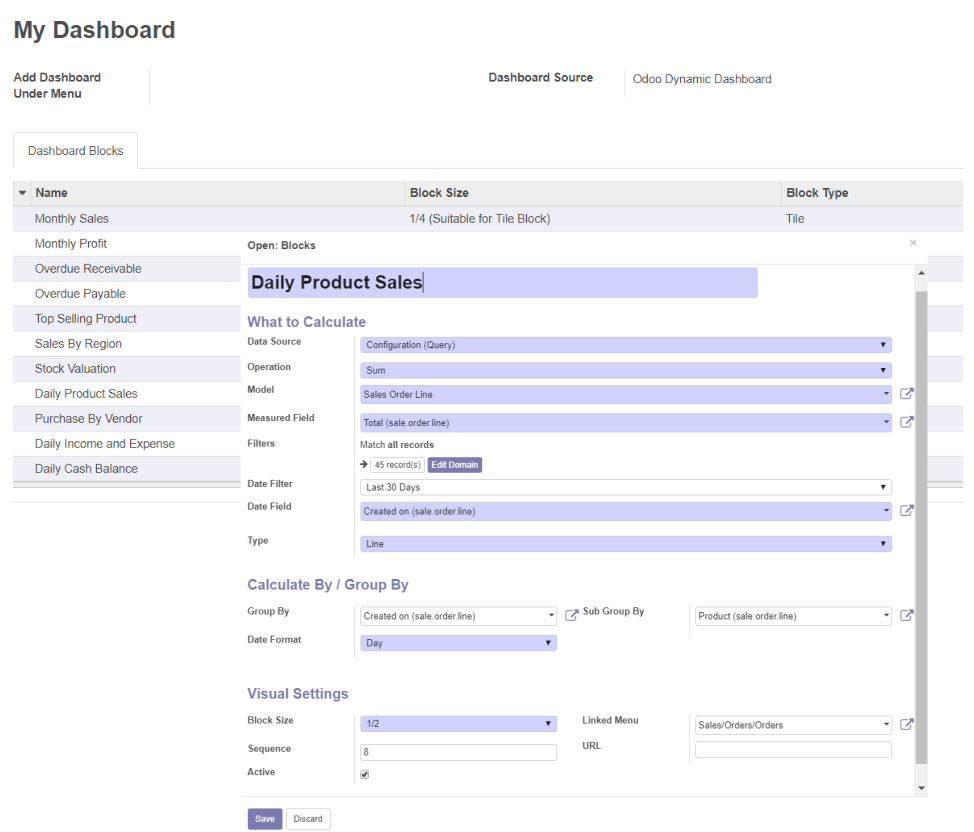 My Dashboard
Add Dashboard
Under Menu
Dashboard Source
Odoo Dynamic Dashboard
Dashboard Blocks
Name
Block Size
Block Type
Monthly Sales
1/4 (Suitable for Tile Block)
Tile
Monthly Profit
Overdue Receivable
Overdue Payable
Top Selling Product
Sales By Region
Stock Valuation
Daily Product Sales
Purchase By Vendor
Daily Income and Expense
Daily Cash Balance
Open: Blocks
×
Daily Product Sales
What to Calculate
Data Source
Configuration (Query)
Operation
Sum
Model
Sales Order Line
Measured Field
Total (sale.order.line)
Filters
Match all records
45 record(s)
Edit Domain
Date Filter
Last 30 Days
Date Field
Created on (sale.order.line)
Type
Line
Calculate By / Group By
Group By
Created on (sale.order.line)
Sub Group By
Product (sale.order.line)
Date Format
Day
Visual Settings
Block Size
1/2
Linked Menu
Sales/Orders/Orders
Sequence
8
URL
Active
Save
Discard